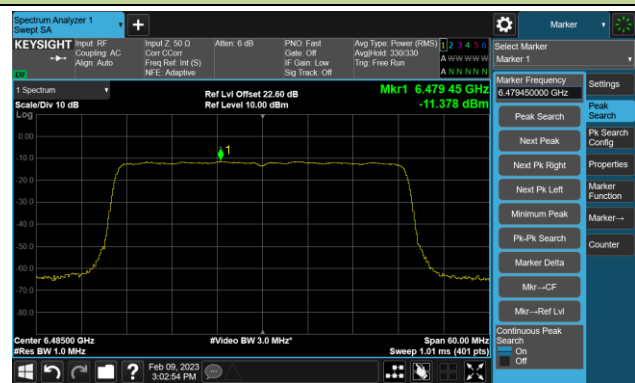 Spectrum Analyzer 1
Swept SA
Marker
KEYSIGHT
Input: RF
Coupling: AC
Align: Auto
Input Z: 50 Ω
Corr CCorr
Freq Ref: Int (S)
NFE: Adaptive
Atten: 6 dB
PNO: Fast
Gate: Off
IF Gain: Low
Sig Track: Off
Avg Type: Power (RMS)
Avg|Hold: 330/330
Trig: Free Run
1 2 3 4 5 6
A W W W W W
A N N N N N
LW
Select Marker
Marker 1
1 Spectrum
Scale/Div 10 dB
Log
Ref Lvl Offset 22.60 dB
Ref Level 10.00 dBm
Mkr1 6.479 45 GHz
-11.378 dBm
1
0.00
-10.0
-20.0
-30.0
-40.0
-50.0
-60.0
-70.0
-80.0
Center 6.48500 GHz
#Res BW 1.0 MHz
#Video BW 3.0 MHz*
Span 60.00 MHz
Sweep 1.01 ms (401 pts)
Marker Frequency
6.479450000 GHz
Peak Search
Next Peak
Next Pk Right
Next Pk Left
Minimum Peak
Pk-Pk Search
Marker Delta
Mkr→CF
Mkr→Ref Lvl
Continuous Peak
Search
On
Off
Settings
Peak
Search
Pk Search
Config
Properties
Marker
Function
Marker→
Counter
Feb 09, 2023
3:02:54 PM